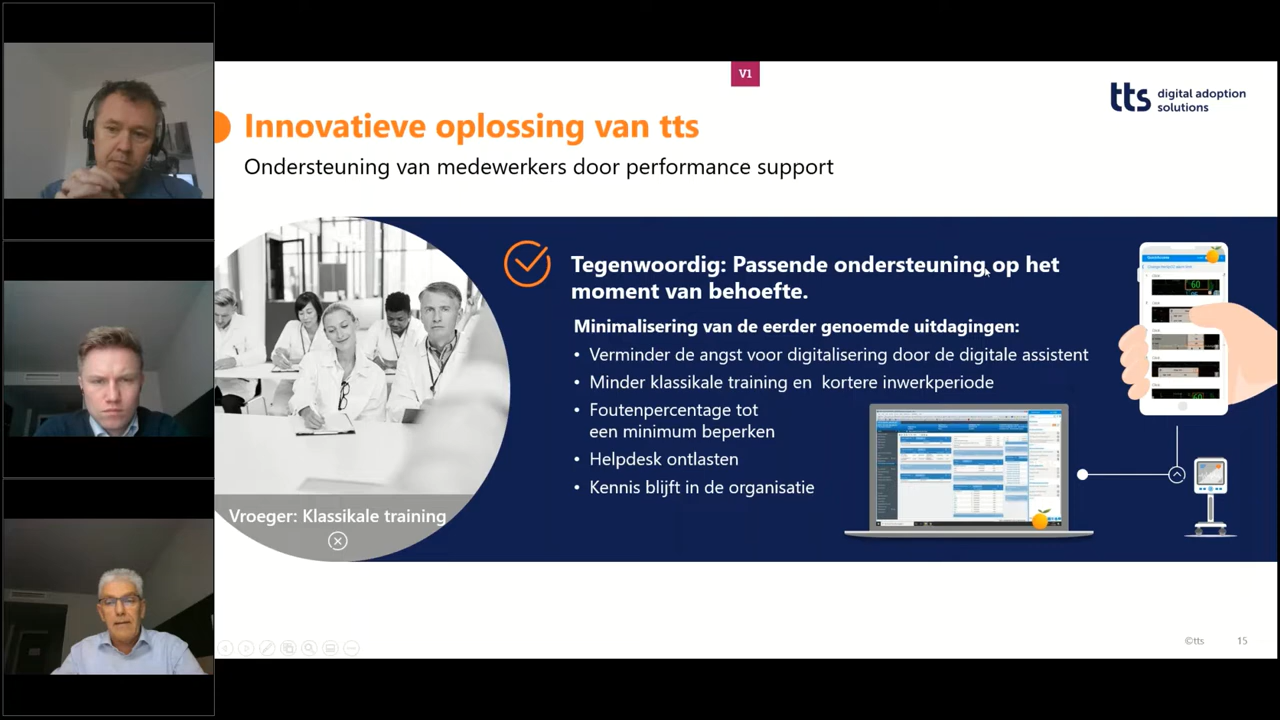 V1
tts digital adoption
solutions
Innovatieve oplossing van tts
Ondersteuning van medewerkers door performance support
Tegenwoordig: Passende ondersteuning op het
moment van behoefte.
Minimalisering van de eerder genoemde uitdagingen:
• Verminder de angst voor digitalisering door de digitale assistent
• Minder klassikale training en kortere inwerkperiode
• Foutenpercentage tot
een minimum beperken
• Helpdesk ontlasten
• Kennis blijft in de organisatie
Vroeger: Klassikale training
60
©tts 15